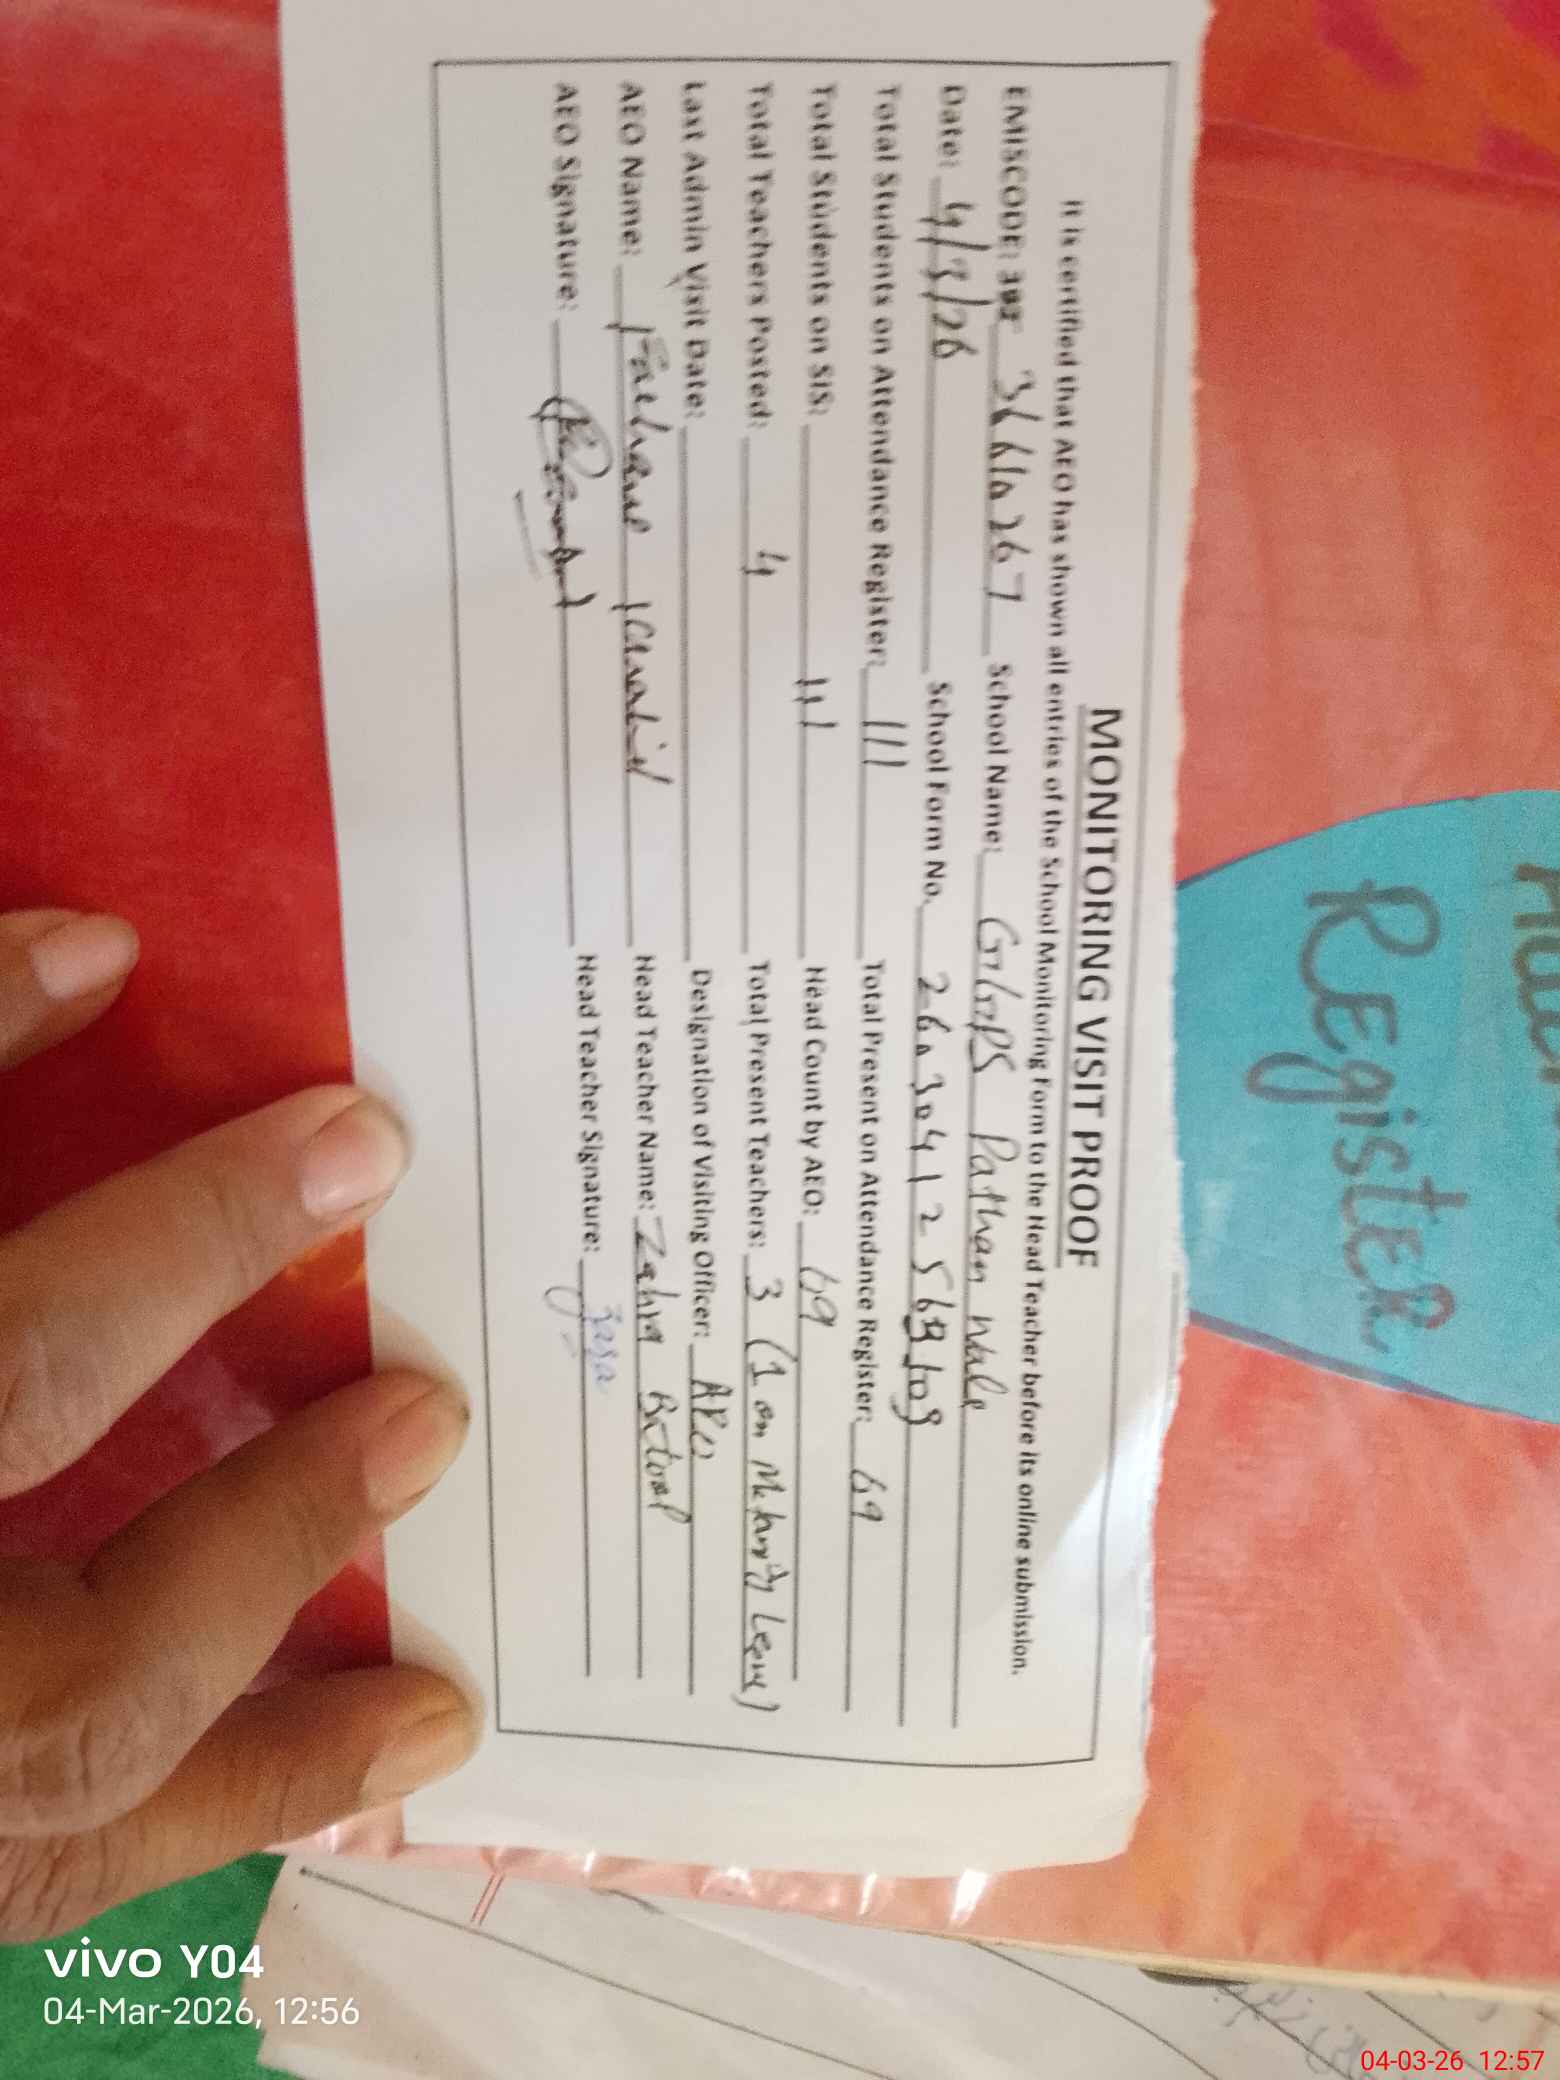 MONITORING VISIT PROOF
It is certified that AEO has shown all entries of the School Monitoring Form to the Head Teacher before its online submission.
EMISCODE: 36610267 School Name: GGPS Pathan Wala
Date: 4/3/26 School Form No.
Total Students on Attendance Register: 111 Total Present on Attendance Register: 69
Total Students on SIS: 111 Head Count by AEO: 69
Total Teachers Posted: 4 Total Present Teachers: 3 (1 on Maternity Leave)
Last Admin Visit Date: Designation of Visiting Officer: AEO
AEO Name: Head Teacher Name: Zahra Batool
AEO Signature: Head Teacher Signature:
Register
vivo Y04
04-Mar-2026, 12:56
04-03-26 12:57